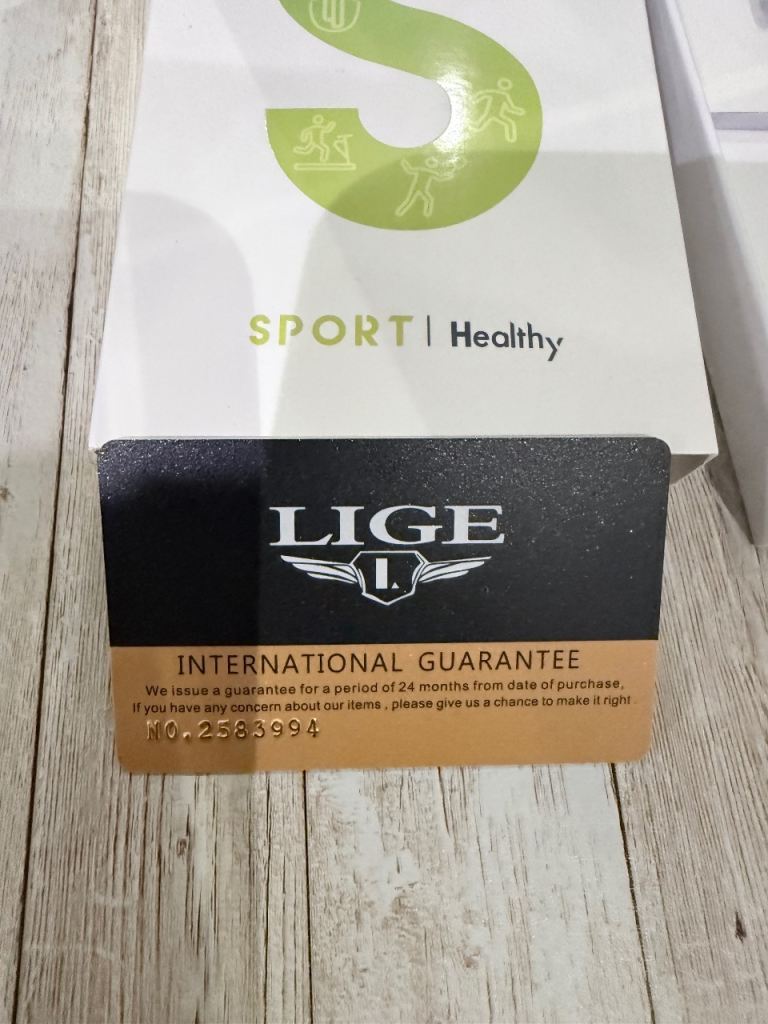 S
SPORT | Healthy
LIGE
L
INTERNATIONAL GUARANTEE
We issue a guarantee for a period of 24 months from date of purchase,
If you have any concern about our items , please give us a chance to make it right .
NO.2583994